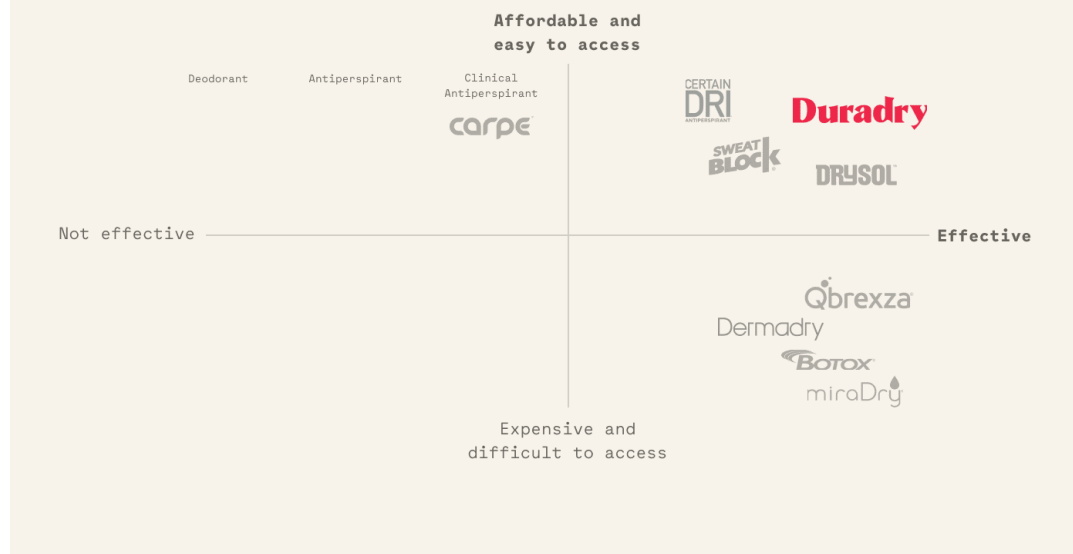 Affordable and
easy to access
Deodorant
Antiperspirant
Clinical
Antiperspirant
carpe
CERTAIN
DRI
ANTIPERSPIRANT
Duradry
SWEAT
BLOCK
DRYSOL
Not effective
Effective
Qbrexza
Dermadry
BOTOX
miraDry
Expensive and
difficult to access